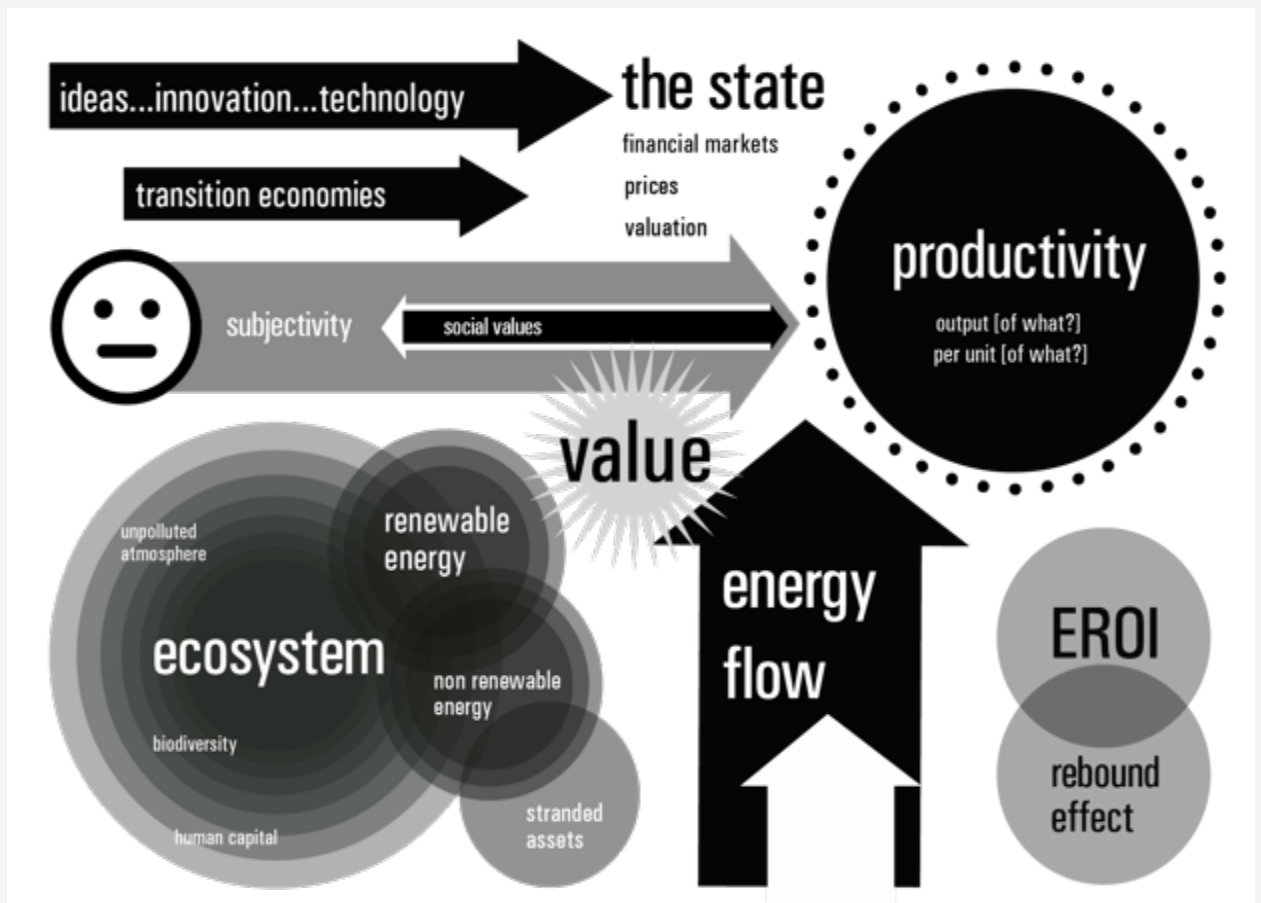 ideas...innovation...technology
the state
financial markets
prices
valuation
transition economies
productivity
output [of what?]
per unit [of what?]
subjectivity
social values
value
unpolluted
atmosphere
ecosystem
biodiversity
human capital
renewable
energy
non renewable
energy
stranded
assets
energy
flow
EROI
rebound
effect